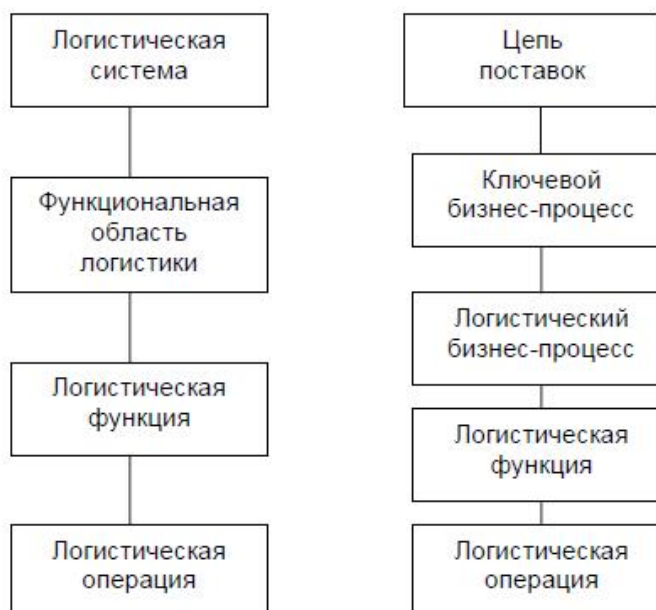 Логистическая
система
Функциональная
область
логистики
Логистическая
функция
Логистическая
операция
Цепь
поставок
Ключевой
бизнес-процесс
Логистический
бизнес-процесс
Логистическая
функция
Логистическая
операция